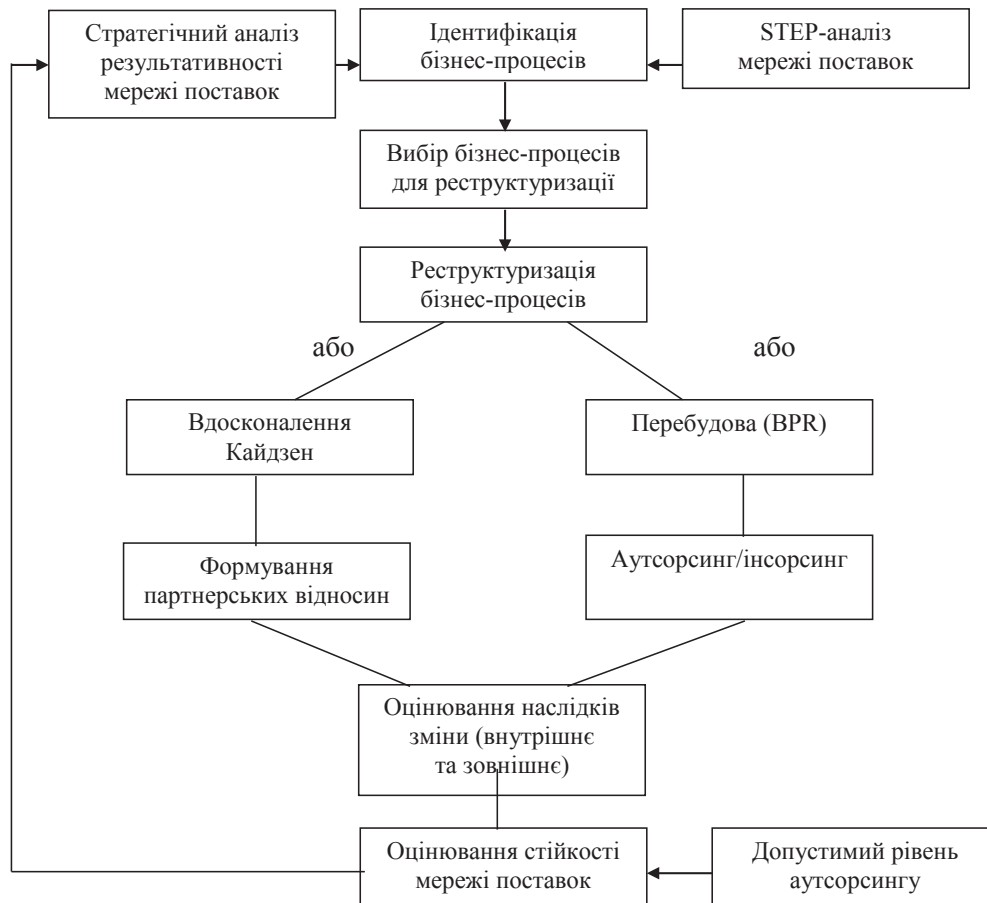 Стратегічний аналіз
результативності
мережі поставок
Ідентифікація
бізнес-процесів
STEP-аналіз
мережі поставок
Вибір бізнес-процесів
для реструктуризації
Реструктуризація
бізнес-процесів
або
або
Вдосконалення
Кайдзен
Перебудова (BPR)
Формування
партнерських відносин
Аутсорсинг/інсорсинг
Оцінювання наслідків
зміни (внутрішнє
та зовнішнє)
Оцінювання стійкості
мережі поставок
Допустимий рівень
аутсорсингу